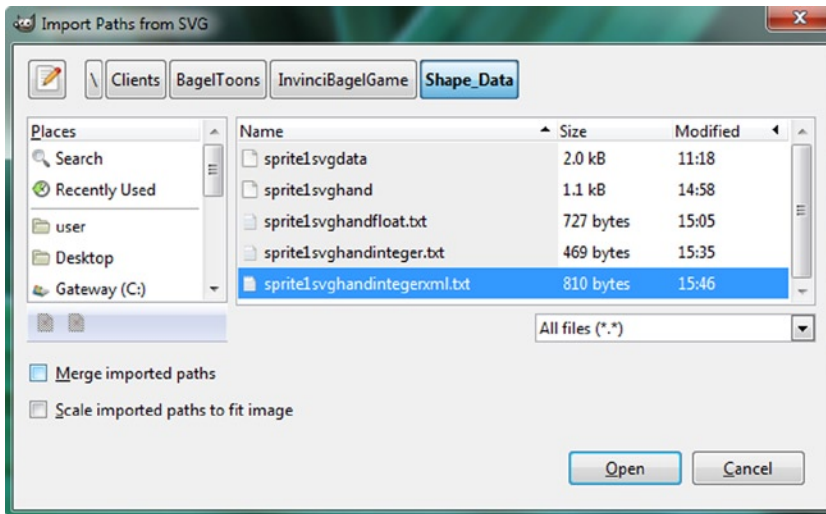 Import Paths from SVG
\ Clients BagelToons InvinciBagelGame Shape_Data
Places
Search
Recently Used
user
Desktop
Gateway (C:)
Name Size Modified
sprite1svgdata 2.0 kB 11:18
sprite1svghand 1.1 kB 14:58
sprite1svghandfloat.txt 727 bytes 15:05
sprite1svghandinteger.txt 469 bytes 15:35
sprite1svghandintegerxml.txt 810 bytes 15:46
All files (*.*)
Merge imported paths
Scale imported paths to fit image
Open Cancel